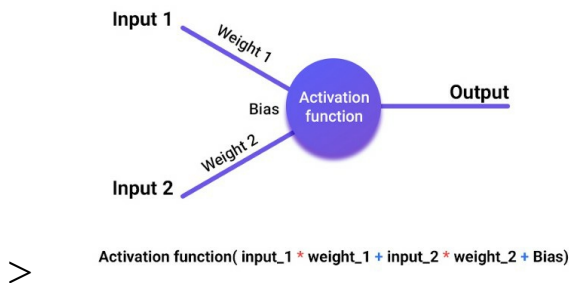 Input 1
Weight 1
Activation
function
Bias
Output
Weight 2
Input 2
> Activation function( input_1 * weight_1 + input_2 * weight_2 + Bias)